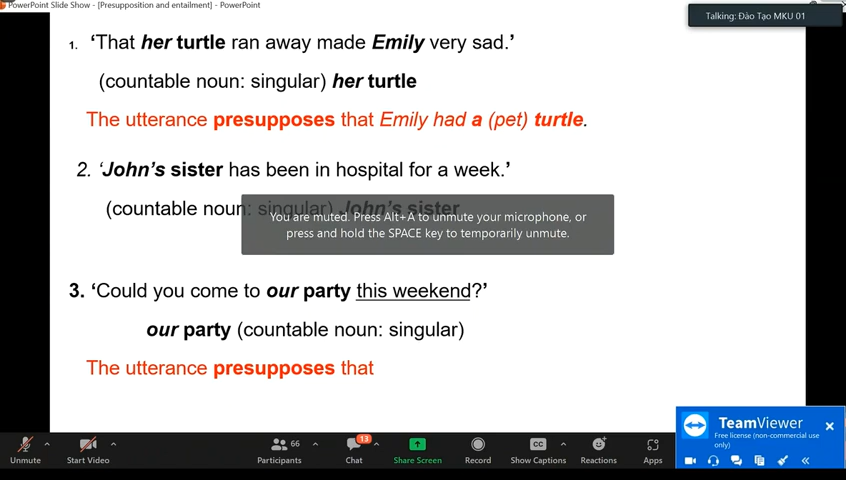 PowerPoint Slide Show - [Presupposition and entailment] - PowerPoint
Talking: Đào Tạo MKU 01
1. ‘That her turtle ran away made Emily very sad.’
(countable noun: singular) her turtle
The utterance presupposes that Emily had a (pet) turtle.
2. ‘John’s sister has been in hospital for a week.’
(countable noun: singular) John’s sister
You are muted. Press Alt+A to unmute your microphone, or
press and hold the SPACE key to temporarily unmute.
3. ‘Could you come to our party this weekend?’
our party (countable noun: singular)
The utterance presupposes that
TeamViewer
Free license (non-commercial use
only)
66
13
CC
Unmute
Start Video
Participants
Chat
Share Screen
Record
Show Captions
Reactions
Apps